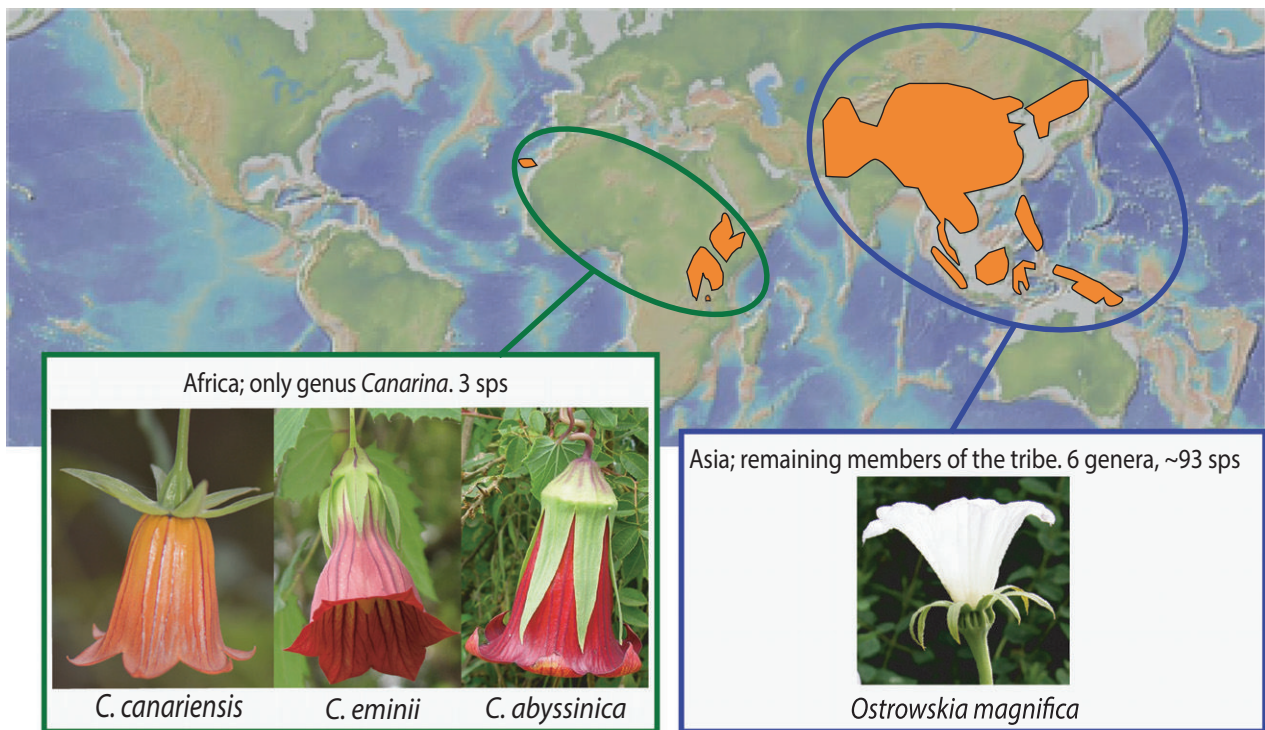 Africa; only genus Canarina. 3 sps
C. canariensis
C. eminii
C. abyssinica
Asia; remaining members of the tribe. 6 genera, ~93 sps
Ostrowskia magnifica